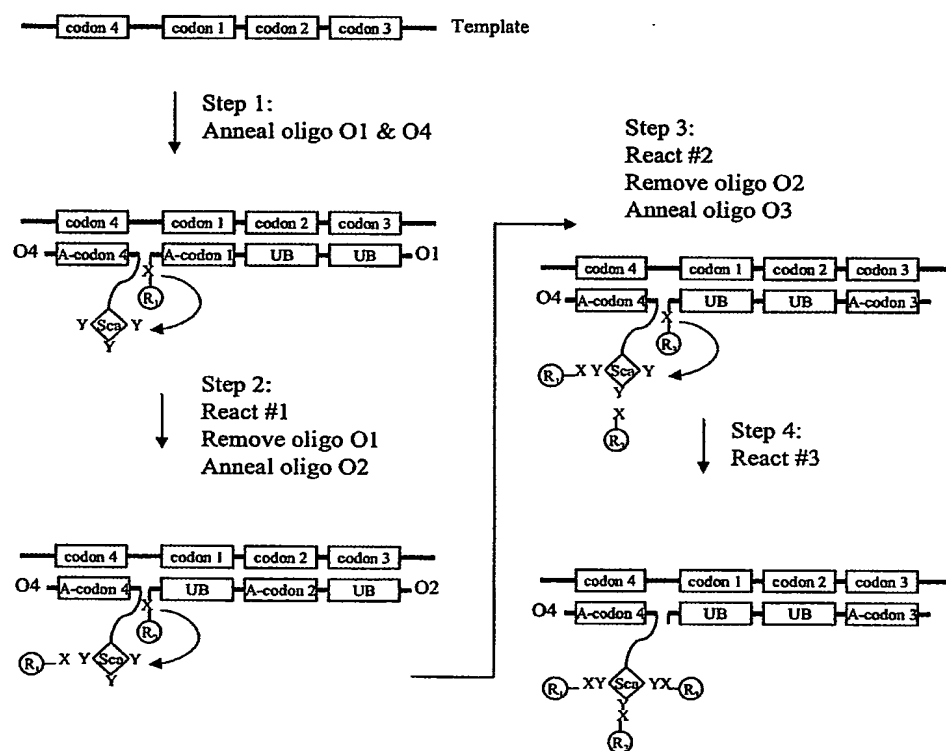 codon 4 codon 1 codon 2 codon 3 Template
Step 1:
Anneal oligo O1 & O4
codon 4 codon 1 codon 2 codon 3
O4 A-codon 4 A-codon 1 UB UB O1
X
R₁
Y Sca Y
Y
Step 2:
React #1
Remove oligo O1
Anneal oligo O2
codon 4 codon 1 codon 2 codon 3
O4 A-codon 4 UB A-codon 2 UB O2
X
R₂
R₁ X Y Sca Y
Y
Step 3:
React #2
Remove oligo O2
Anneal oligo O3
codon 4 codon 1 codon 2 codon 3
O4 A-codon 4 UB UB A-codon 3
X
R₃
R₁ X Y Sca Y
Y
X
R₂
Step 4:
React #3
codon 4 codon 1 codon 2 codon 3
O4 A-codon 4 UB UB A-codon 3
R₁ XY Sca YX
Y
X